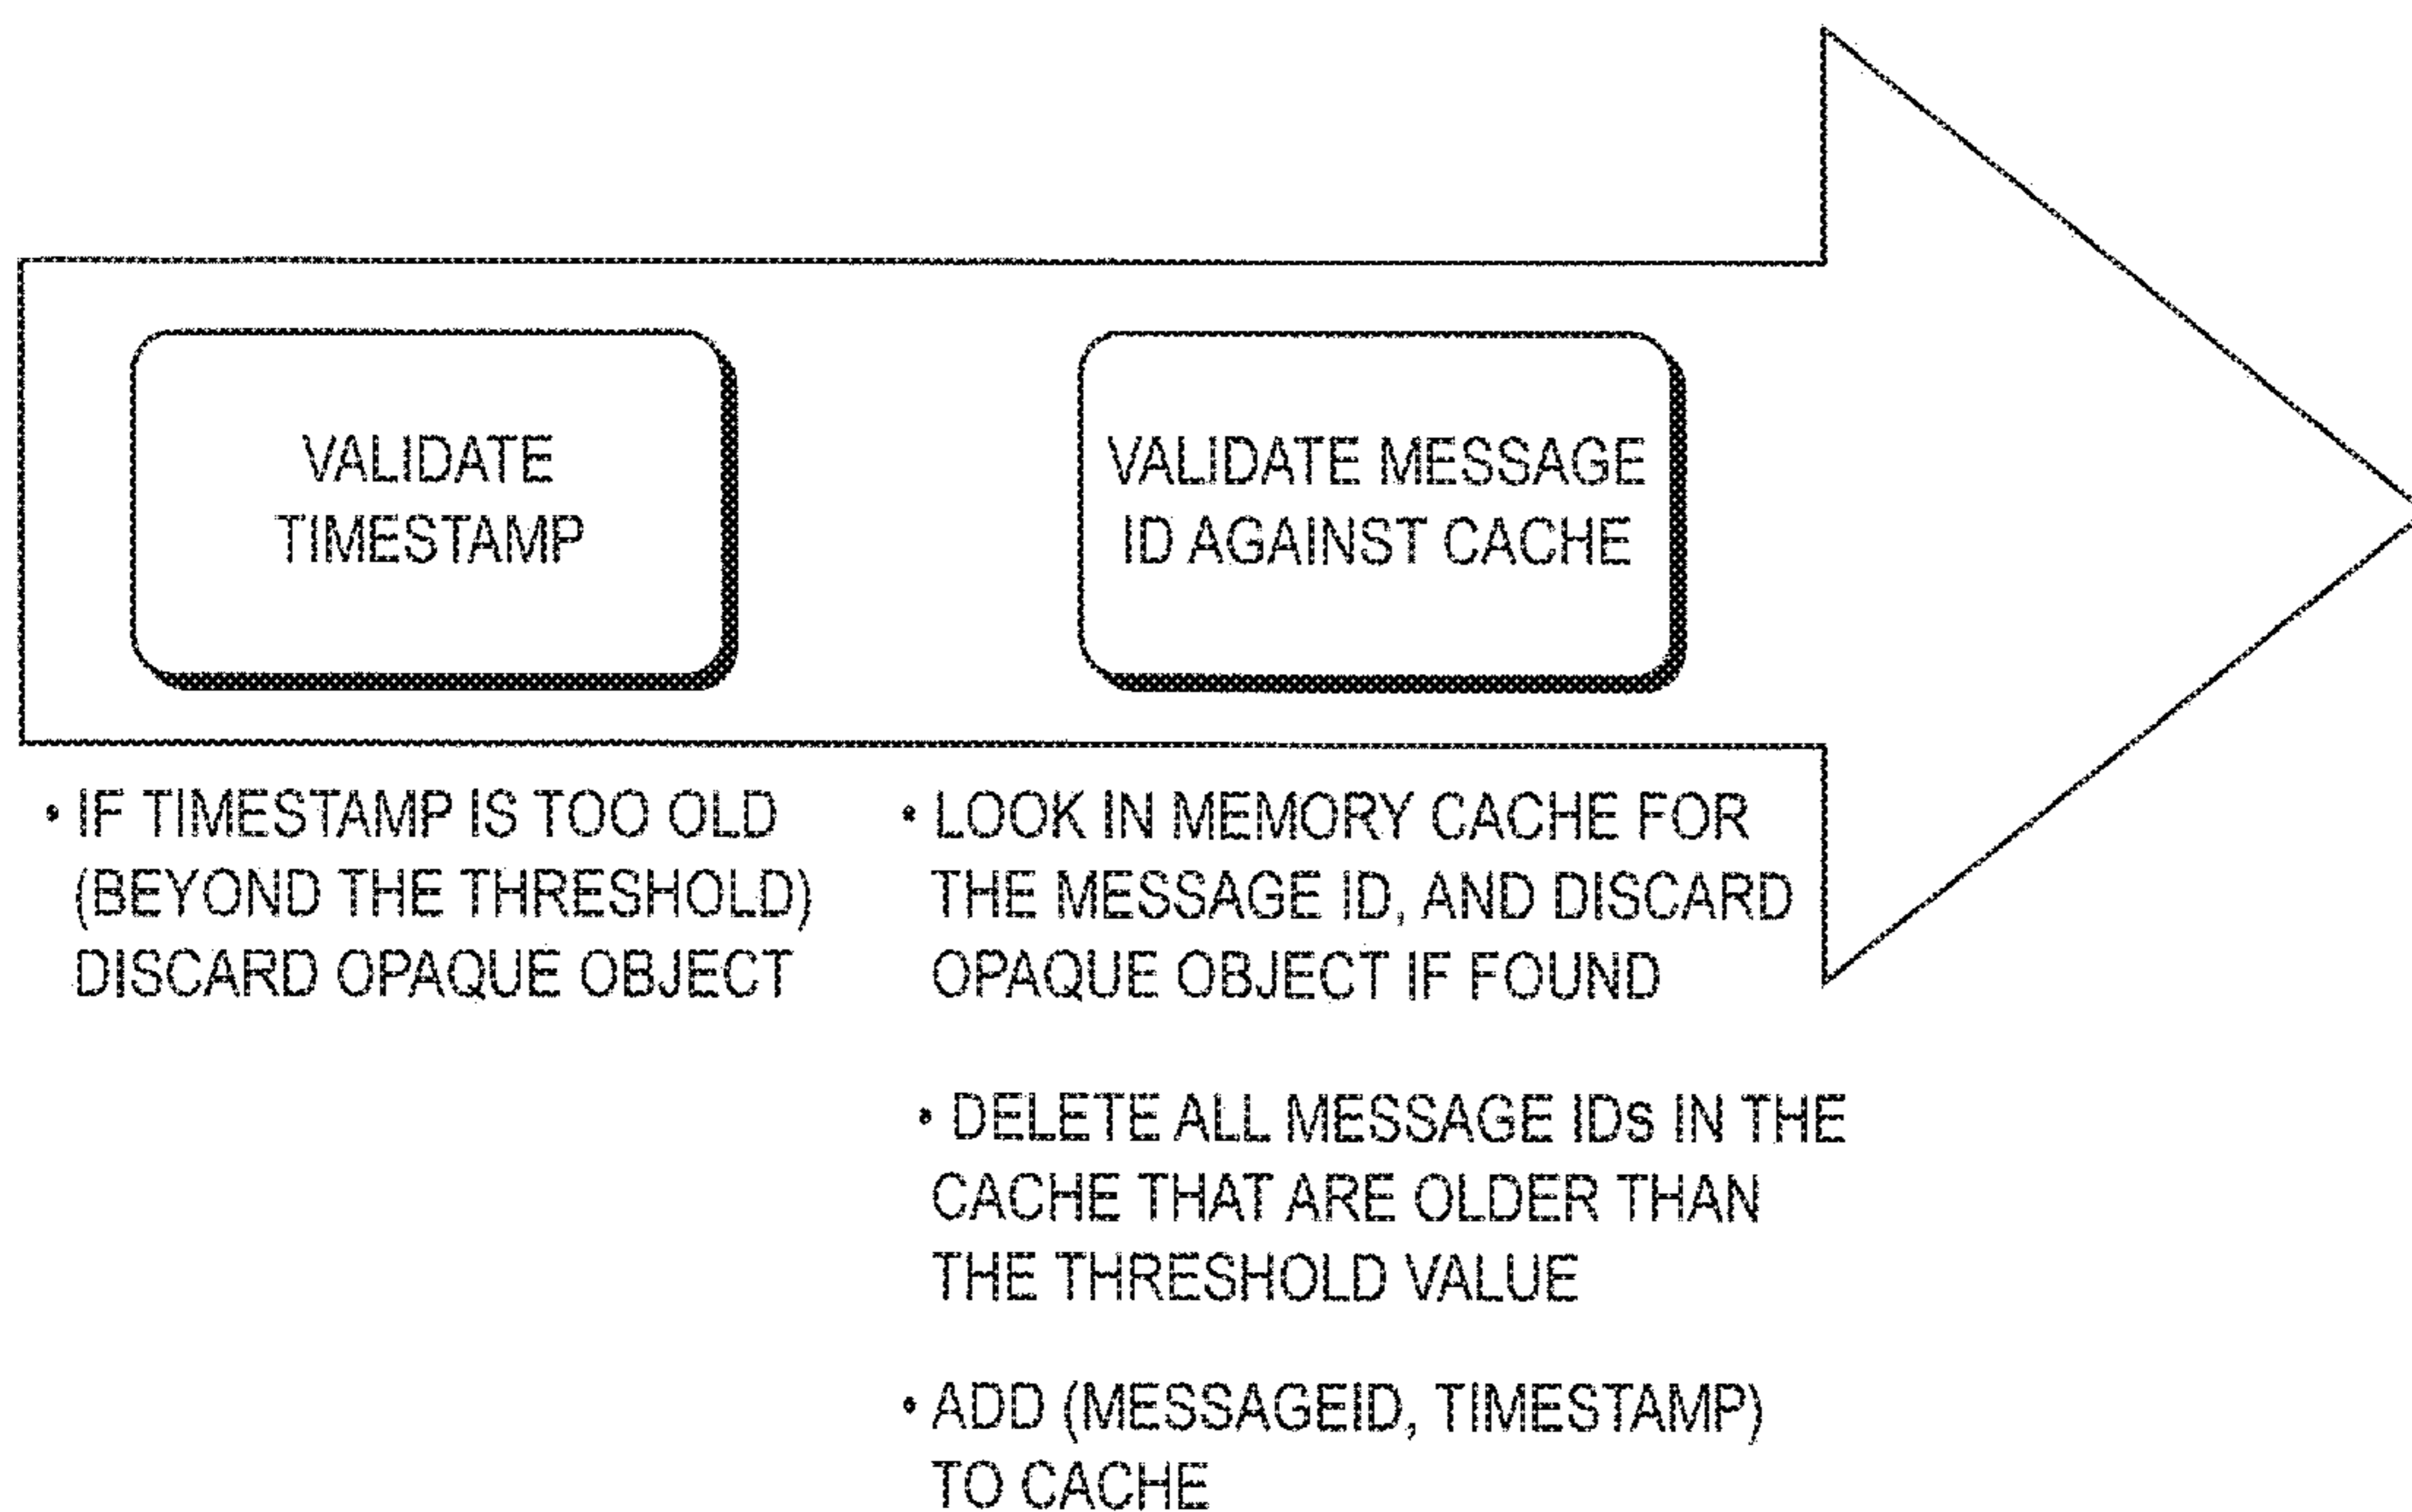 VALIDATE
TIMESTAMP
VALIDATE MESSAGE
ID AGAINST CACHE
• IF TIMESTAMP IS TOO OLD
(BEYOND THE THRESHOLD)
DISCARD OPAQUE OBJECT
• LOOK IN MEMORY CACHE FOR
THE MESSAGE ID, AND DISCARD
OPAQUE OBJECT IF FOUND
• DELETE ALL MESSAGE IDs IN THE
CACHE THAT ARE OLDER THAN
THE THRESHOLD VALUE
• ADD (MESSAGEID, TIMESTAMP)
TO CACHE